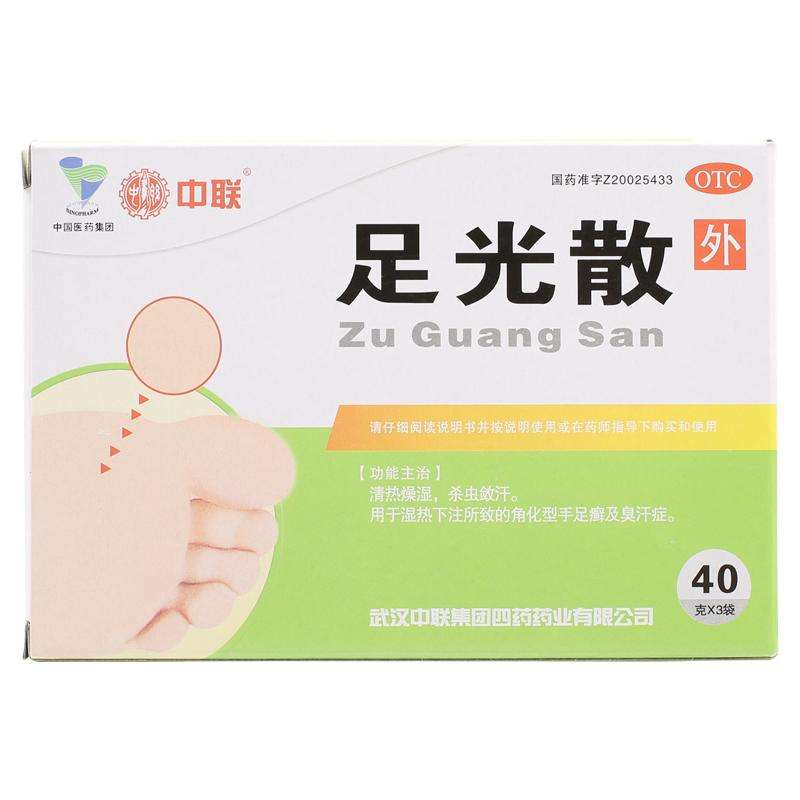 SINOPHARM
中国医药集团
中联®
国药准字Z20025433
OTC
足光散
外
Zu Guang San
请仔细阅读说明书并按说明使用或在药师指导下购买和使用
【功能主治】
清热燥湿，杀虫敛汗。
用于湿热下注所致的角化型手足癣及臭汗症。
40
克X3袋
武汉中联集团四药药业有限公司